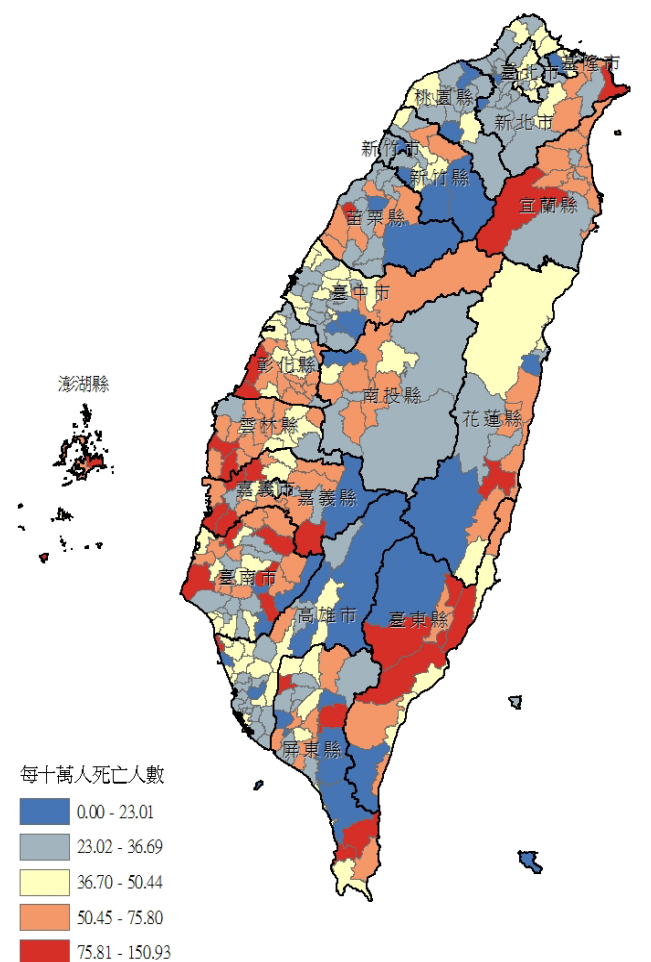 基隆市
臺北市
桃園縣
新北市
新竹市
新竹縣
宜蘭縣
苗栗縣
臺中市
彰化縣
澎湖縣
南投縣
花蓮縣
雲林縣
嘉義市
嘉義縣
臺南市
高雄市
臺東縣
屏東縣
每十萬人死亡人數
0.00 - 23.01
23.02 - 36.69
36.70 - 50.44
50.45 - 75.80
75.81 - 150.93